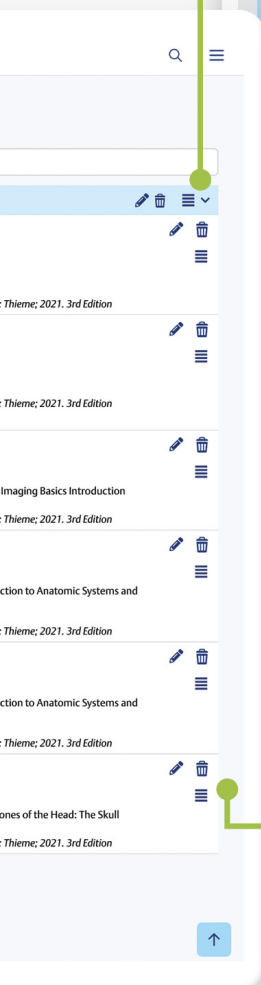 : Thieme; 2021. 3rd Edition
: Thieme; 2021. 3rd Edition
Imaging Basics Introduction
: Thieme; 2021. 3rd Edition
ction to Anatomic Systems and
: Thieme; 2021. 3rd Edition
ction to Anatomic Systems and
: Thieme; 2021. 3rd Edition
ones of the Head: The Skull
: Thieme; 2021. 3rd Edition